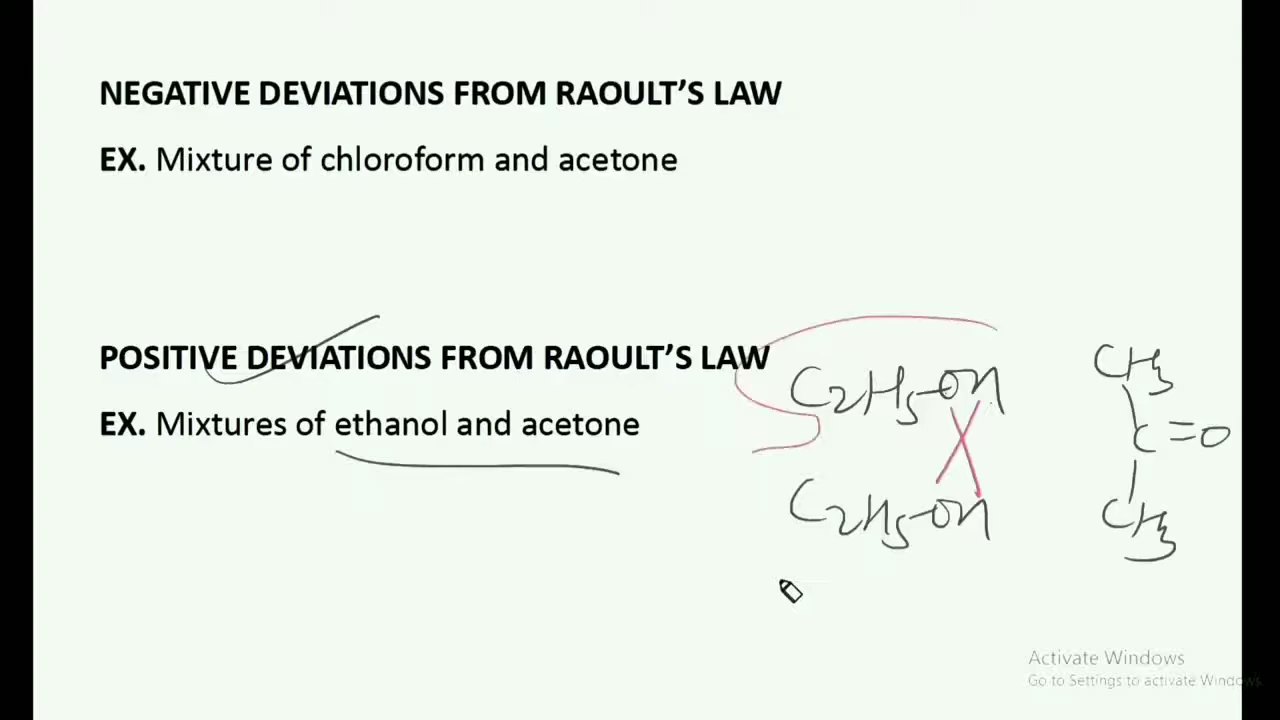 NEGATIVE DEVIATIONS FROM RAOULT’S LAW
EX. Mixture of chloroform and acetone
POSITIVE DEVIATIONS FROM RAOULT’S LAW
EX. Mixtures of ethanol and acetone
C2H5-OH
C2H5-OH
CH3
C=O
CH3
Activate Windows
Go to Settings to activate Windows.